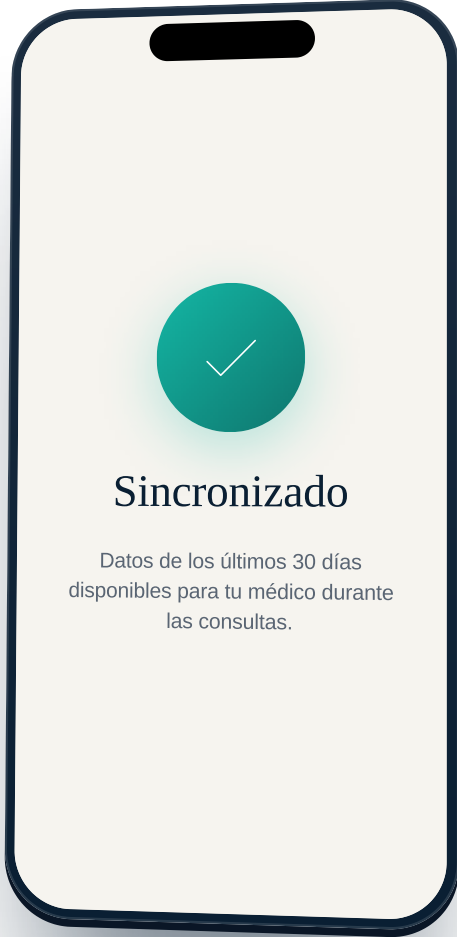 Sincronizado
Datos de los últimos 30 días
disponibles para tu médico durante
las consultas.